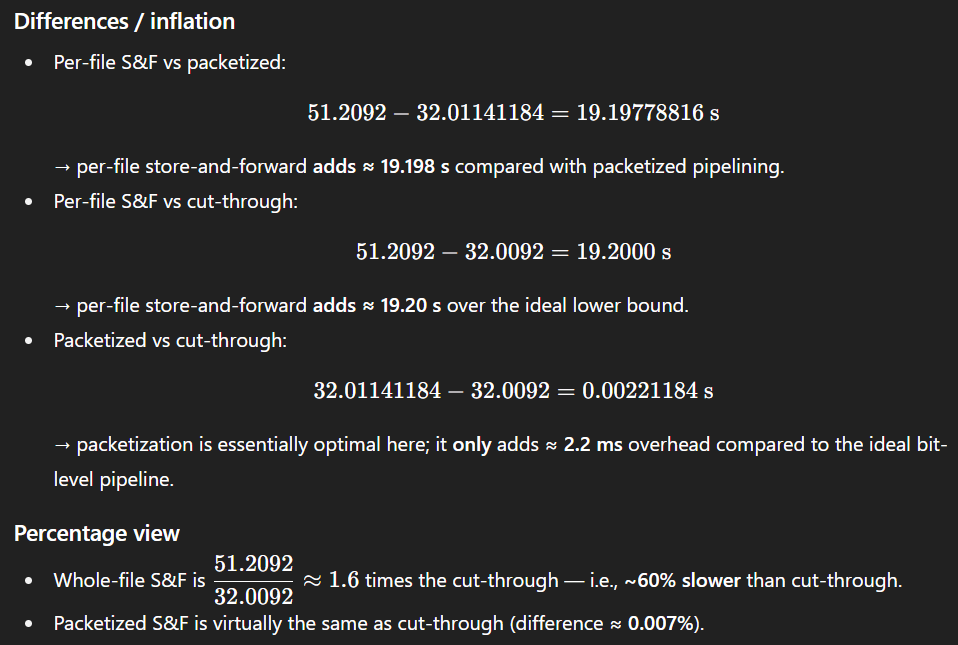 Differences / inflation
• Per-file S&F vs packetized:
51.2092 − 32.01141184 = 19.19778816 s
→ per-file store-and-forward adds ≈ 19.198 s compared with packetized pipelining.
• Per-file S&F vs cut-through:
51.2092 − 32.0092 = 19.2000 s
→ per-file store-and-forward adds ≈ 19.20 s over the ideal lower bound.
• Packetized vs cut-through:
32.01141184 − 32.0092 = 0.00221184 s
→ packetization is essentially optimal here; it only adds ≈ 2.2 ms overhead compared to the ideal bit-
level pipeline.
Percentage view
• Whole-file S&F is 51.2092/32.0092 ≈ 1.6 times the cut-through — i.e., ~60% slower than cut-through.
• Packetized S&F is virtually the same as cut-through (difference ≈ 0.007%).